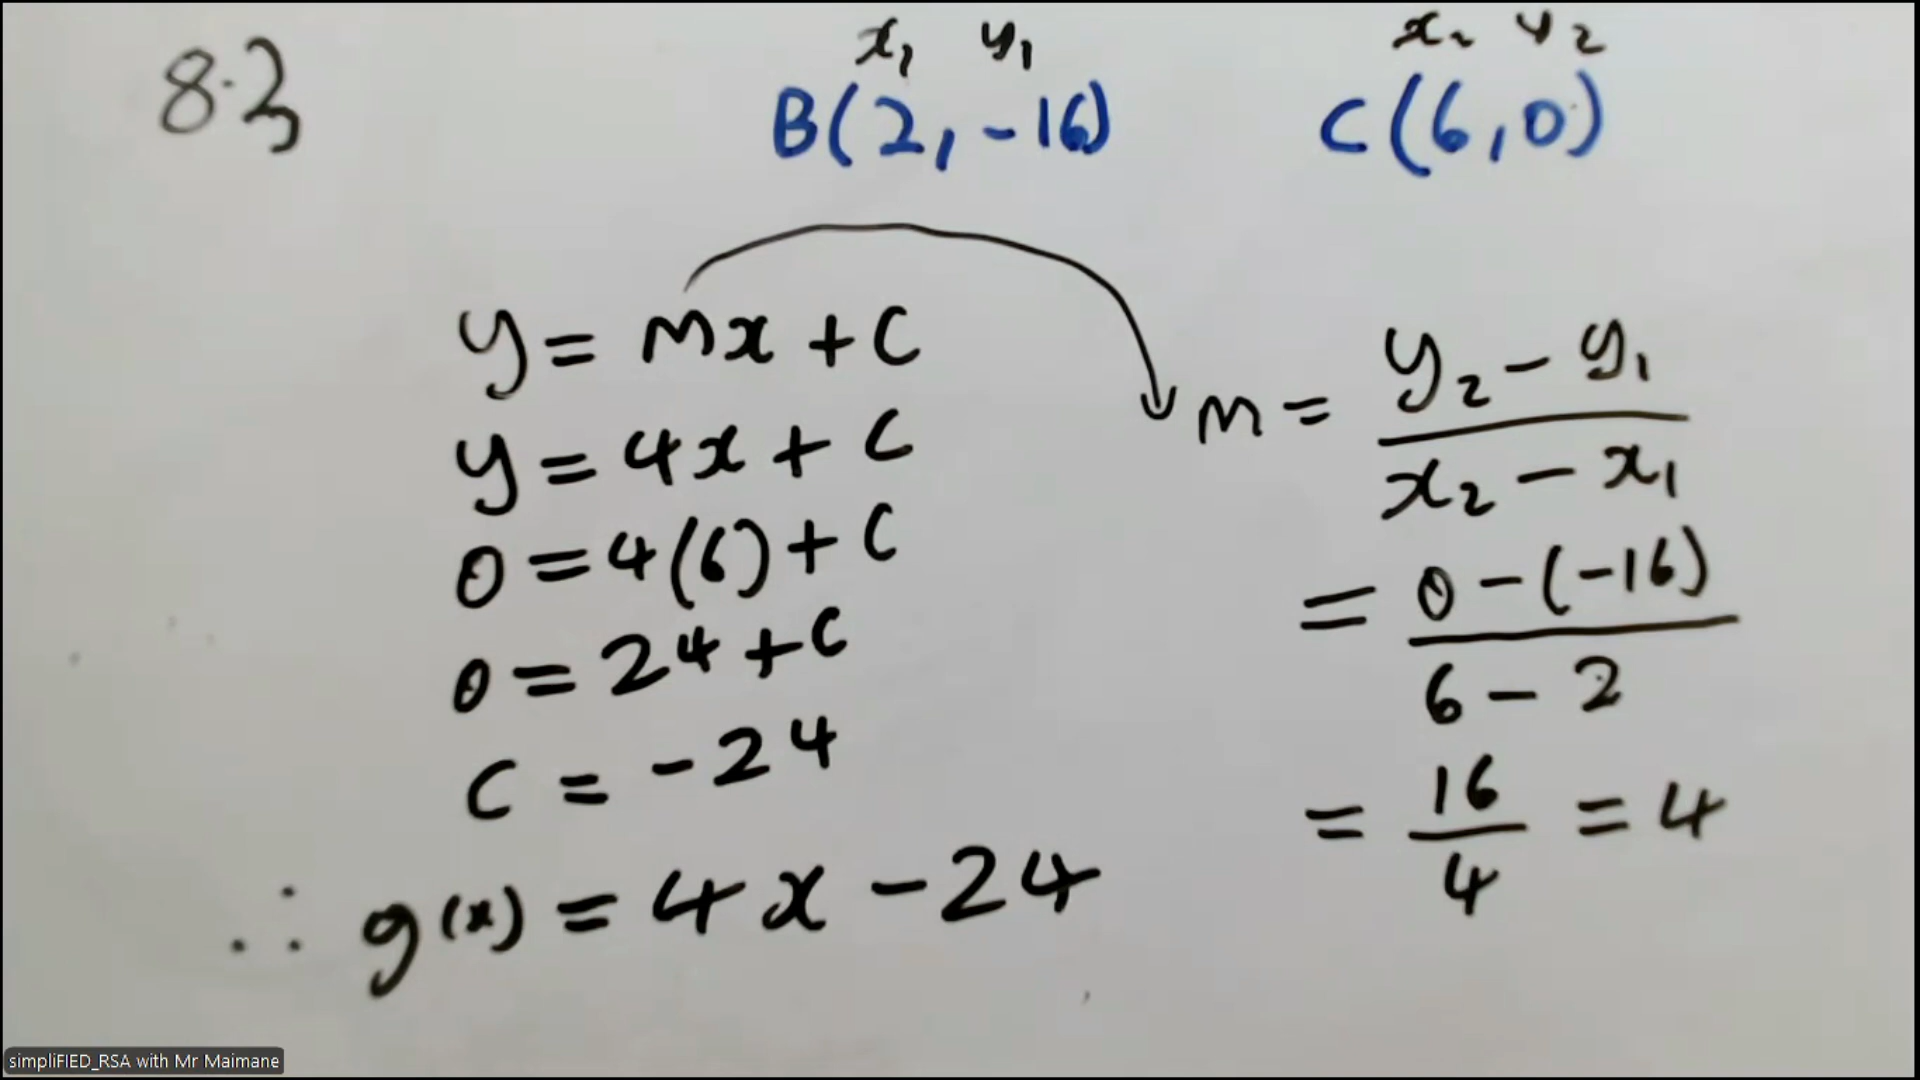 8.3
x₁ y₁ x₂ y₂
B(2, -16) C(6, 0)
y = mx + c
y = 4x + c
0 = 4(6) + c
0 = 24 + c
c = -24
∴ g(x) = 4x - 24
m = (y₂ - y₁)/(x₂ - x₁)
= (0 - (-16))/(6 - 2)
= 16/4 = 4
simpliFIED_RSA with Mr Maimane